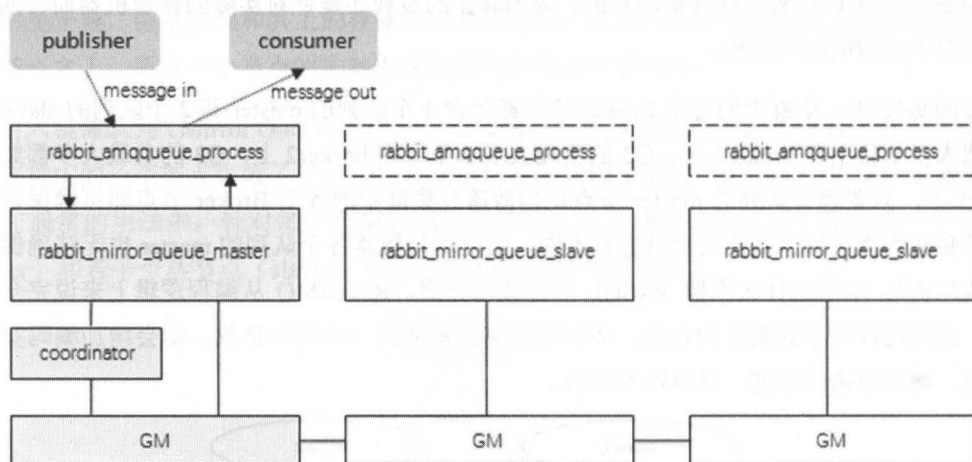 publisher
consumer
message in
message out
rabbit_amqqueue_process
rabbit_amqqueue_process
rabbit_amqqueue_process
rabbit_mirror_queue_master
rabbit_mirror_queue_slave
rabbit_mirror_queue_slave
coordinator
GM
GM
GM